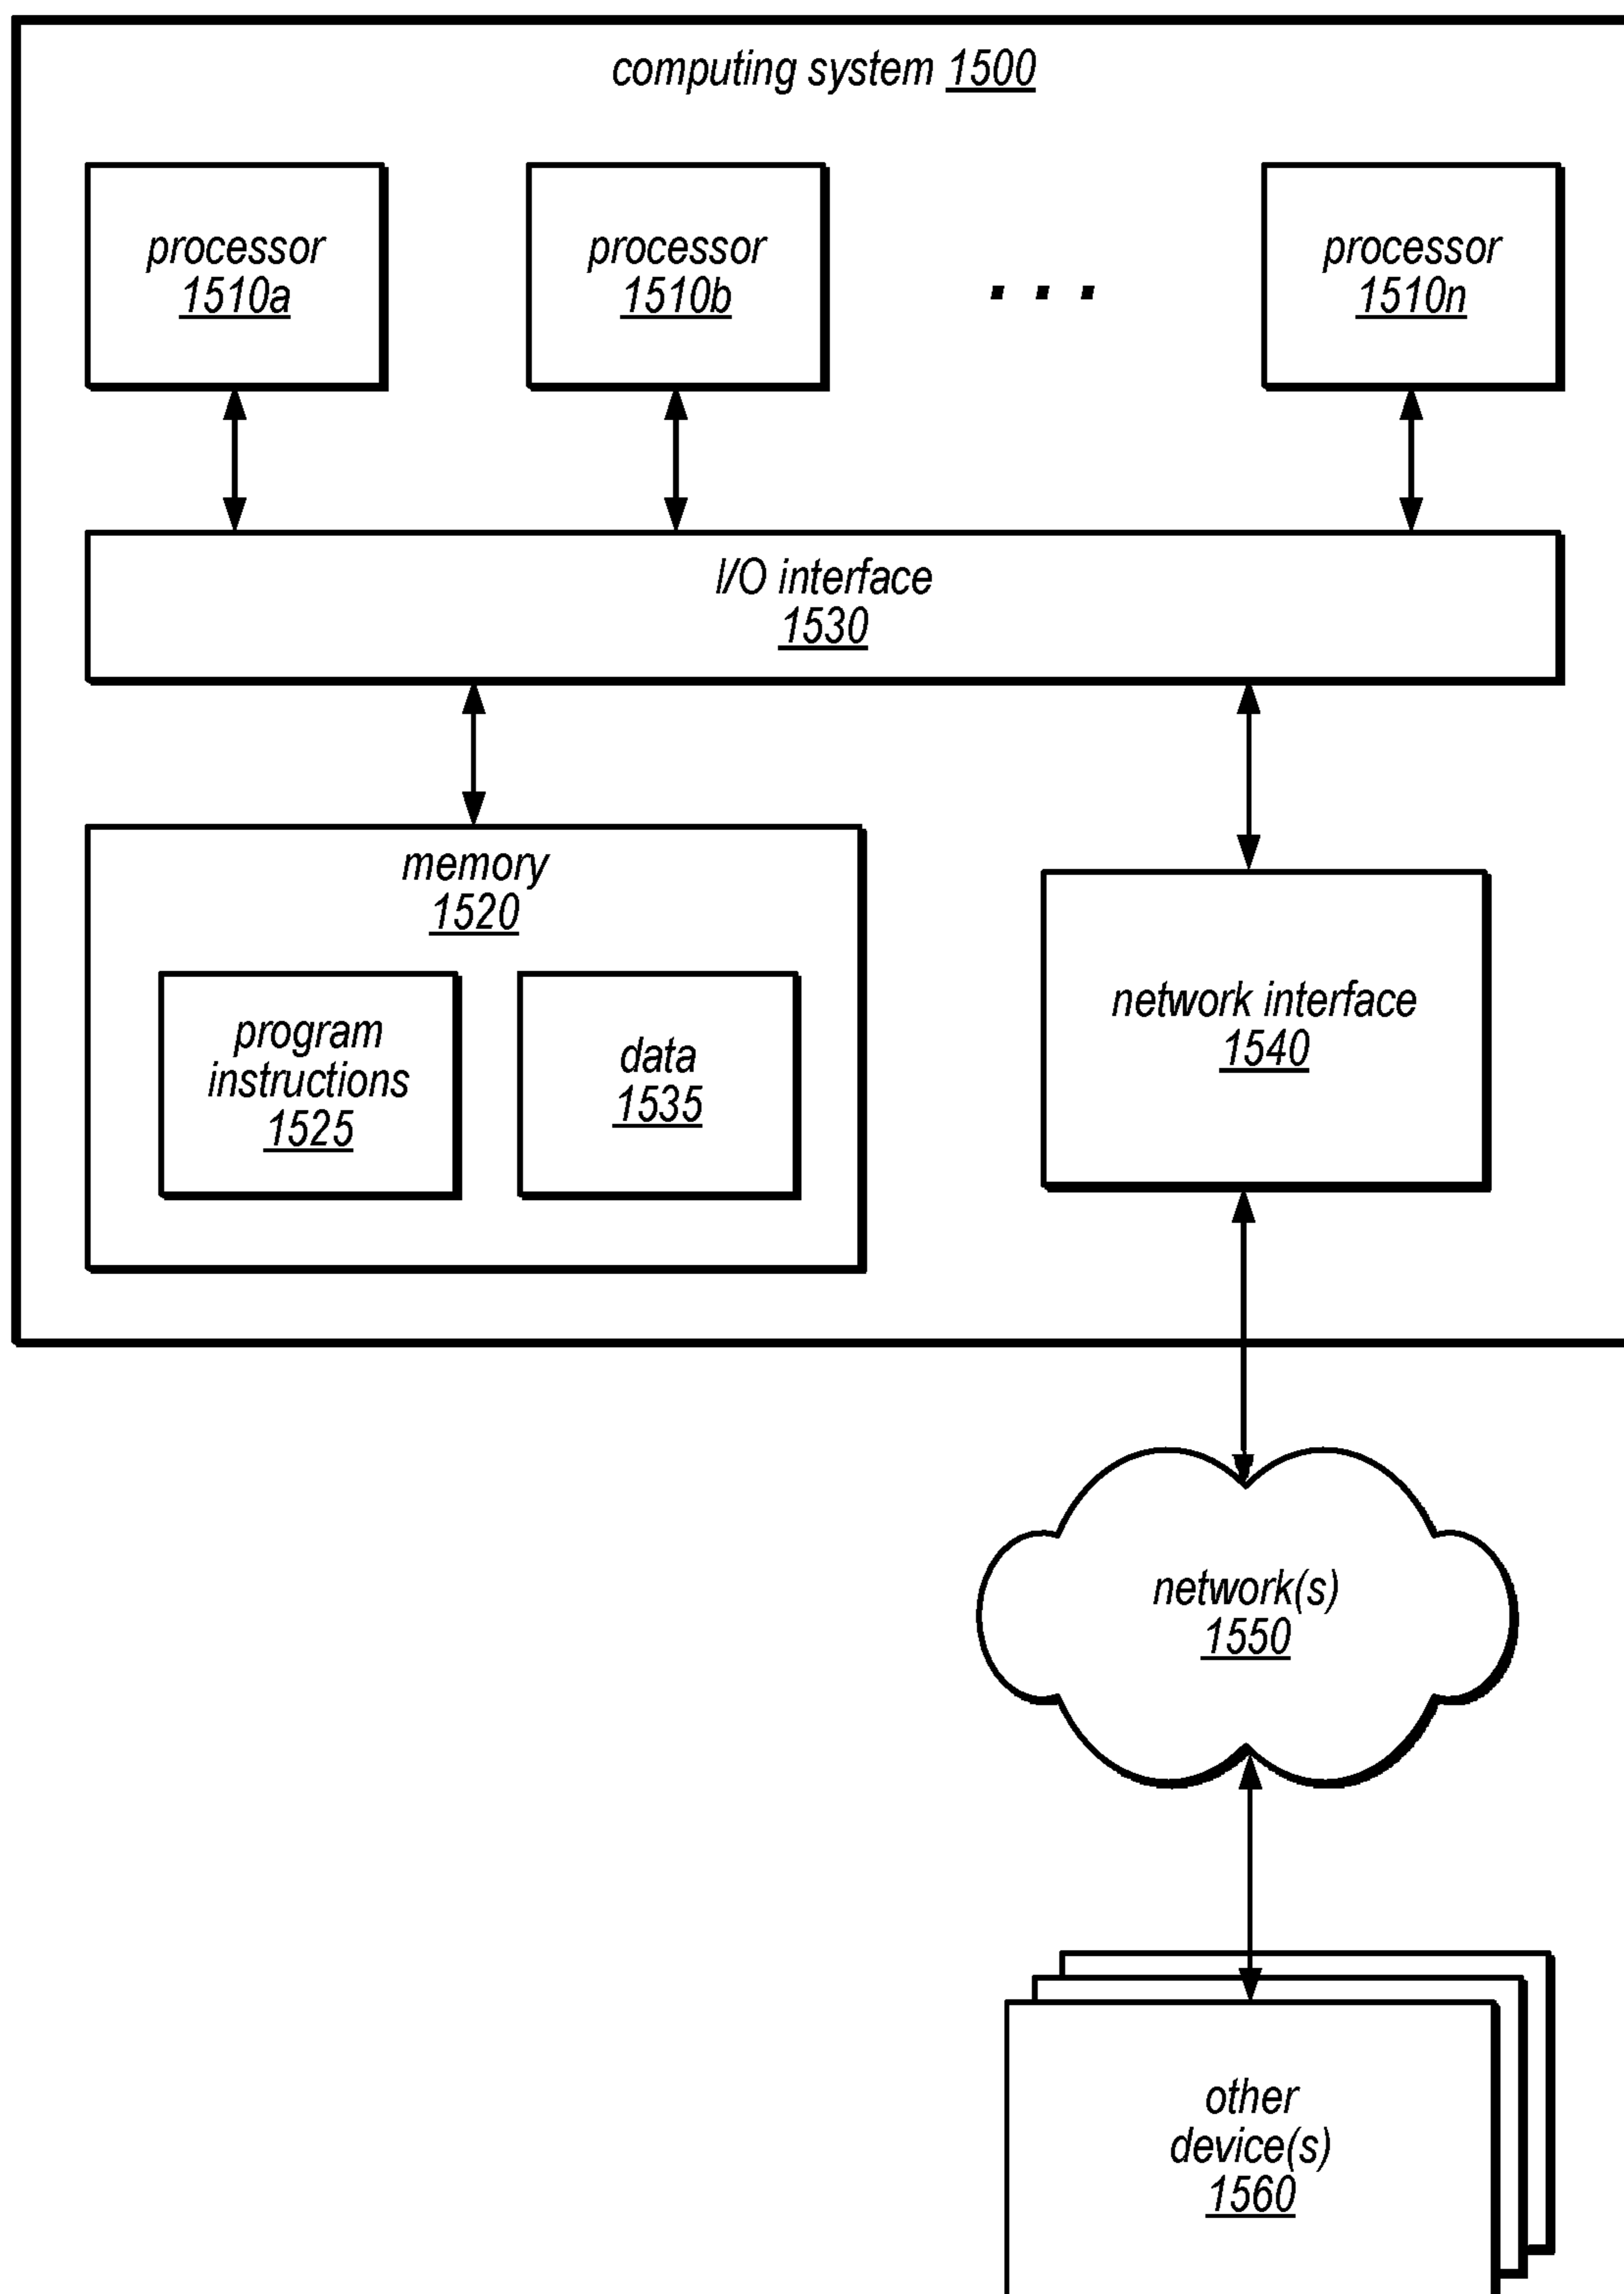 computing system 1500
processor
1510a
processor
1510b
. . .
processor
1510n
I/O interface
1530
memory
1520
program
instructions
1525
data
1535
network interface
1540
network(s)
1550
other
device(s)
1560